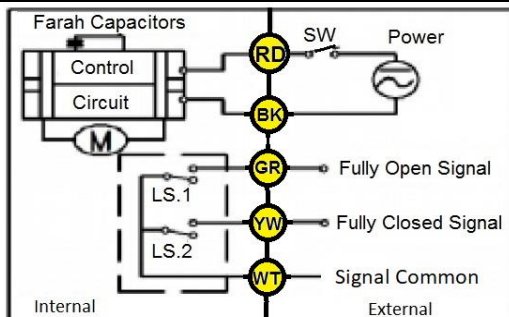 Farah Capacitors
SW
Power
RD
Control
Circuit
BK
M
GR
Fully Open Signal
LS.1
YW
Fully Closed Signal
LS.2
WT
Signal Common
Internal
External